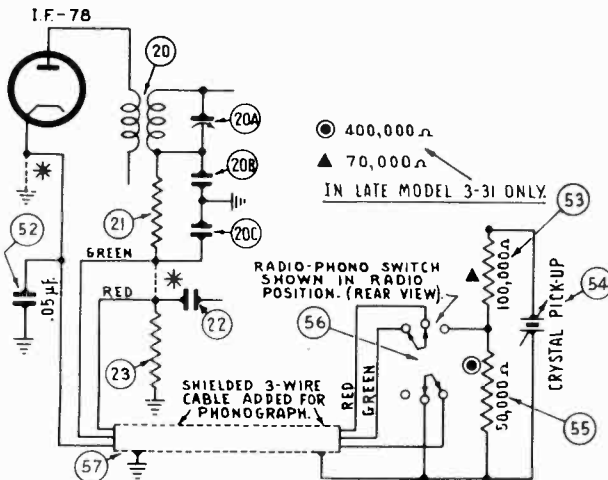 I.F.-78
20
20A
400,000 Ω
20B
70,000 Ω
IN LATE MODEL 3-31 ONLY.
21
20C
53
52
GREEN
RADIO-PHONO SWITCH
SHOWN IN RADIO
POSITION. (REAR VIEW).
100,000 Ω
54
.05 µF.
RED
22
56
CRYSTAL PICK-UP
23
RED
GREEN
50,000 Ω
SHIELDED 3-WIRE
CABLE ADDED FOR
PHONOGRAPH.
55
57